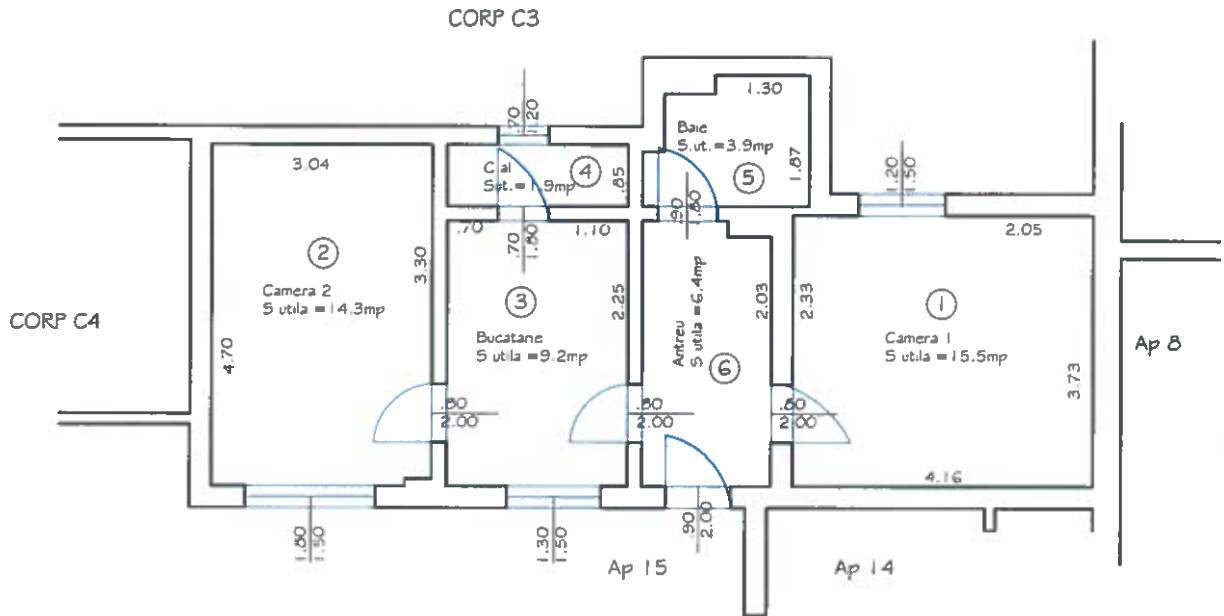 CORP C3
.70
1.20
1.30
3.04
Baie
S.ut.=3.9mp
5
1.87
C al
S.ut.=1.9mp
4
.85
.90
1.80
1.20
1.50
.70
.70
1.80
1.10
2.05
2
3.30
Camera 2
S utila =14.3mp
4.70
3
2.25
Bucatarie
S utila =9.2mp
Antreu
S utila =6.4mp
2.03
6
2.33
1
Camera 1
S utila =15.5mp
3.73
CORP C4
Ap 8
.80
2.00
.80
2.00
.80
2.00
4.16
1.80
1.50
1.30
1.50
.90
2.00
Ap 15
Ap 14